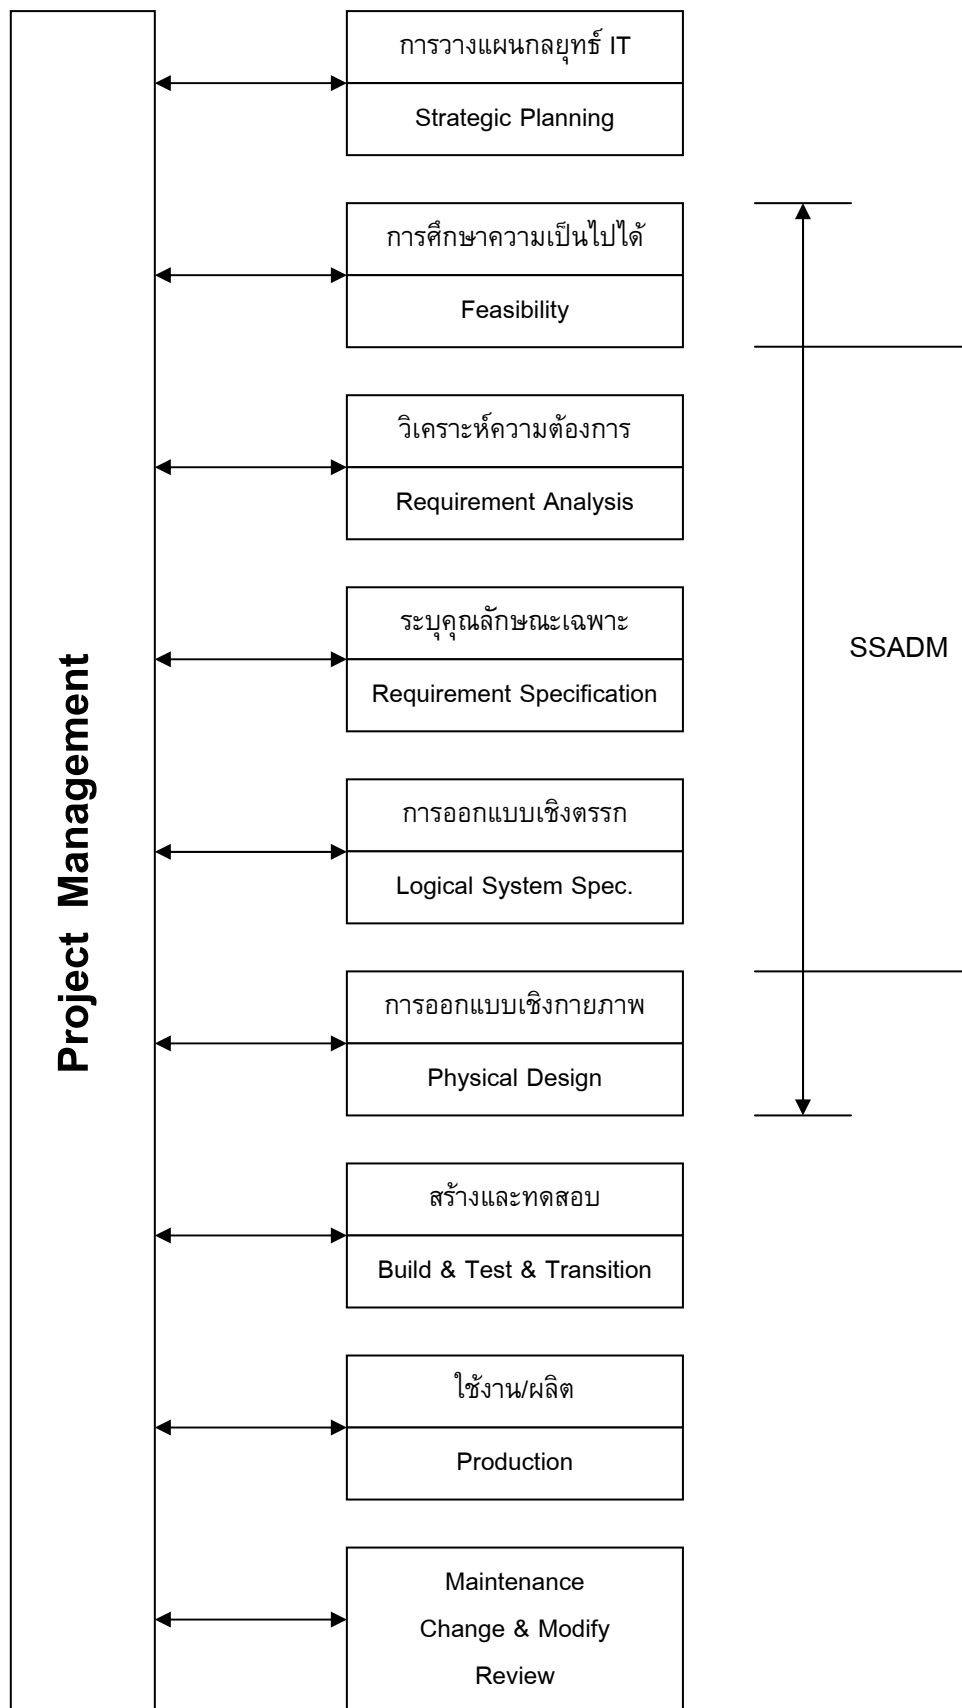 Project Management
การวางแผนกลยุทธ์ IT
Strategic Planning
การศึกษาความเป็นไปได้
Feasibility
วิเคราะห์ความต้องการ
Requirement Analysis
ระบุคุณลักษณะเฉพาะ
Requirement Specification
SSADM
การออกแบบเชิงตรรก
Logical System Spec.
การออกแบบเชิงกายภาพ
Physical Design
สร้างและทดสอบ
Build & Test & Transition
ใช้งาน/ผลิต
Production
Maintenance
Change & Modify
Review